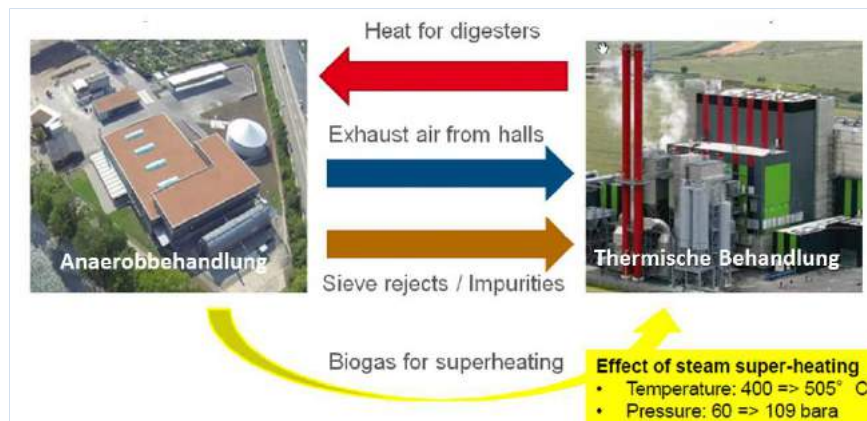 Heat for digesters
Exhaust air from halls
Anaerobbehandlung
Thermische Behandlung
Sieve rejects / Impurities
Biogas for superheating
Effect of steam super-heating
• Temperature: 400 => 505° C
• Pressure: 60 => 109 bara